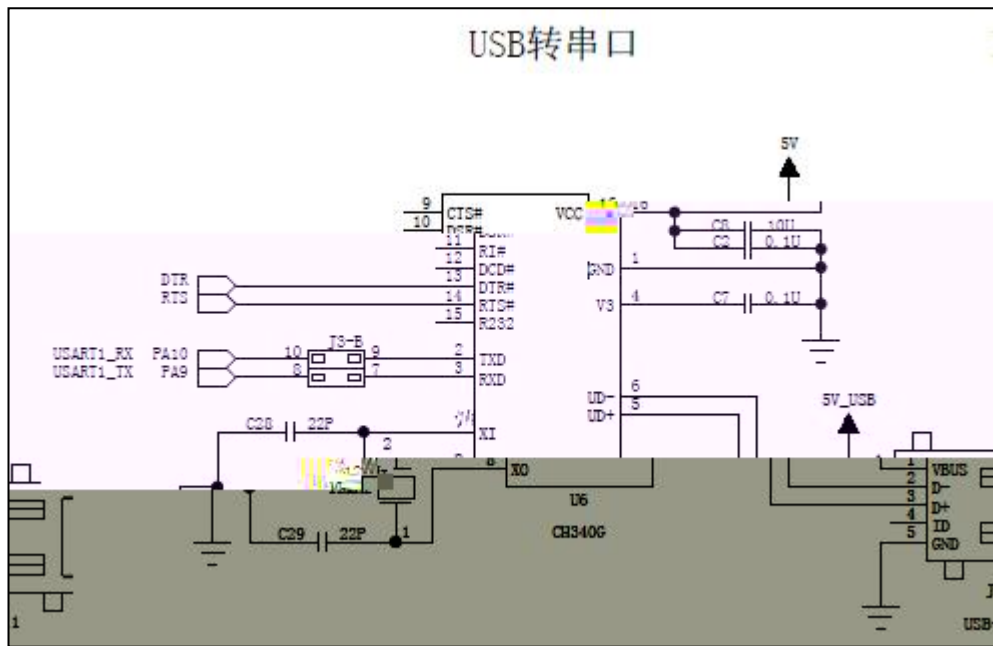 USB转串口
5V
9 CTS# VCC
10
11 RI#
C2 0.1U
12 DCD# GND 1
DTR 13 DTR#
RTS 14 RTS# V3 4 C7 0.1U
15 R232
J3-B
USART1_RX PA10 10 9 2 TXD
USART1_TX PA9 8 7 3 RXD
UD- 6
UD+ 5
5V_USB
C28 22P XI
2
XO
1 VBUS
2 D-
3 D+
4 ID
5 GND
U6
CH340G
C29 22P 1
1
USB